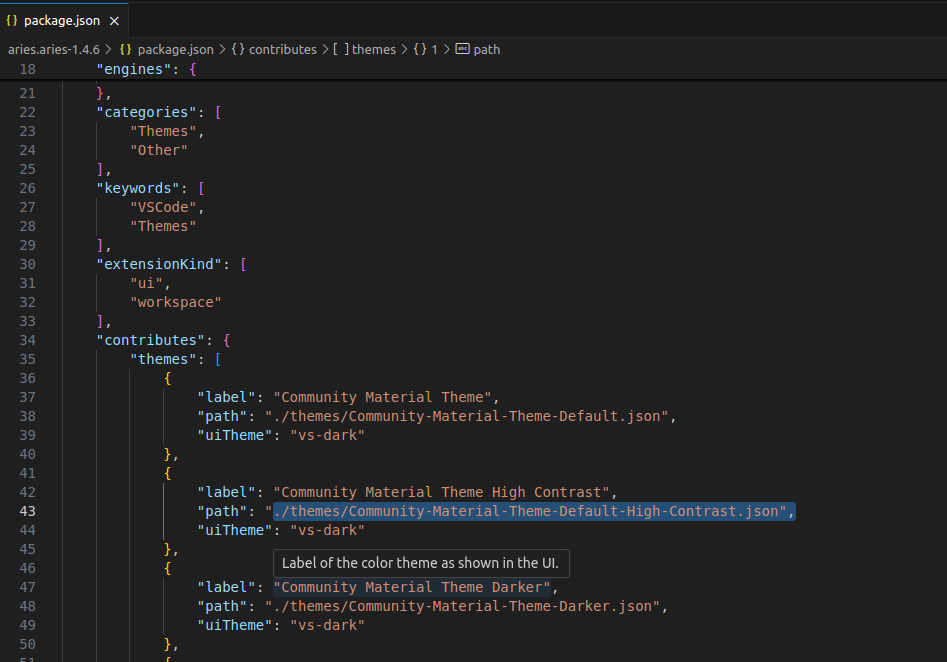 {} package.json ×
aries.aries-1.4.6 > {} package.json > {} contributes > [ ] themes > {} 1 > abc path
18 "engines": {
21 },
22 "categories": [
23 "Themes",
24 "Other"
25 ],
26 "keywords": [
27 "VSCode",
28 "Themes"
29 ],
30 "extensionKind": [
31 "ui",
32 "workspace"
33 ],
34 "contributes": {
35 "themes": [
36 {
37 "label": "Community Material Theme",
38 "path": "./themes/Community-Material-Theme-Default.json",
39 "uiTheme": "vs-dark"
40 },
41 {
42 "label": "Community Material Theme High Contrast",
43 "path": "./themes/Community-Material-Theme-Default-High-Contrast.json",
44 "uiTheme": "vs-dark"
45 },
Label of the color theme as shown in the UI.
46 {
47 "label": "Community Material Theme Darker",
48 "path": "./themes/Community-Material-Theme-Darker.json",
49 "uiTheme": "vs-dark"
50 },
51 {